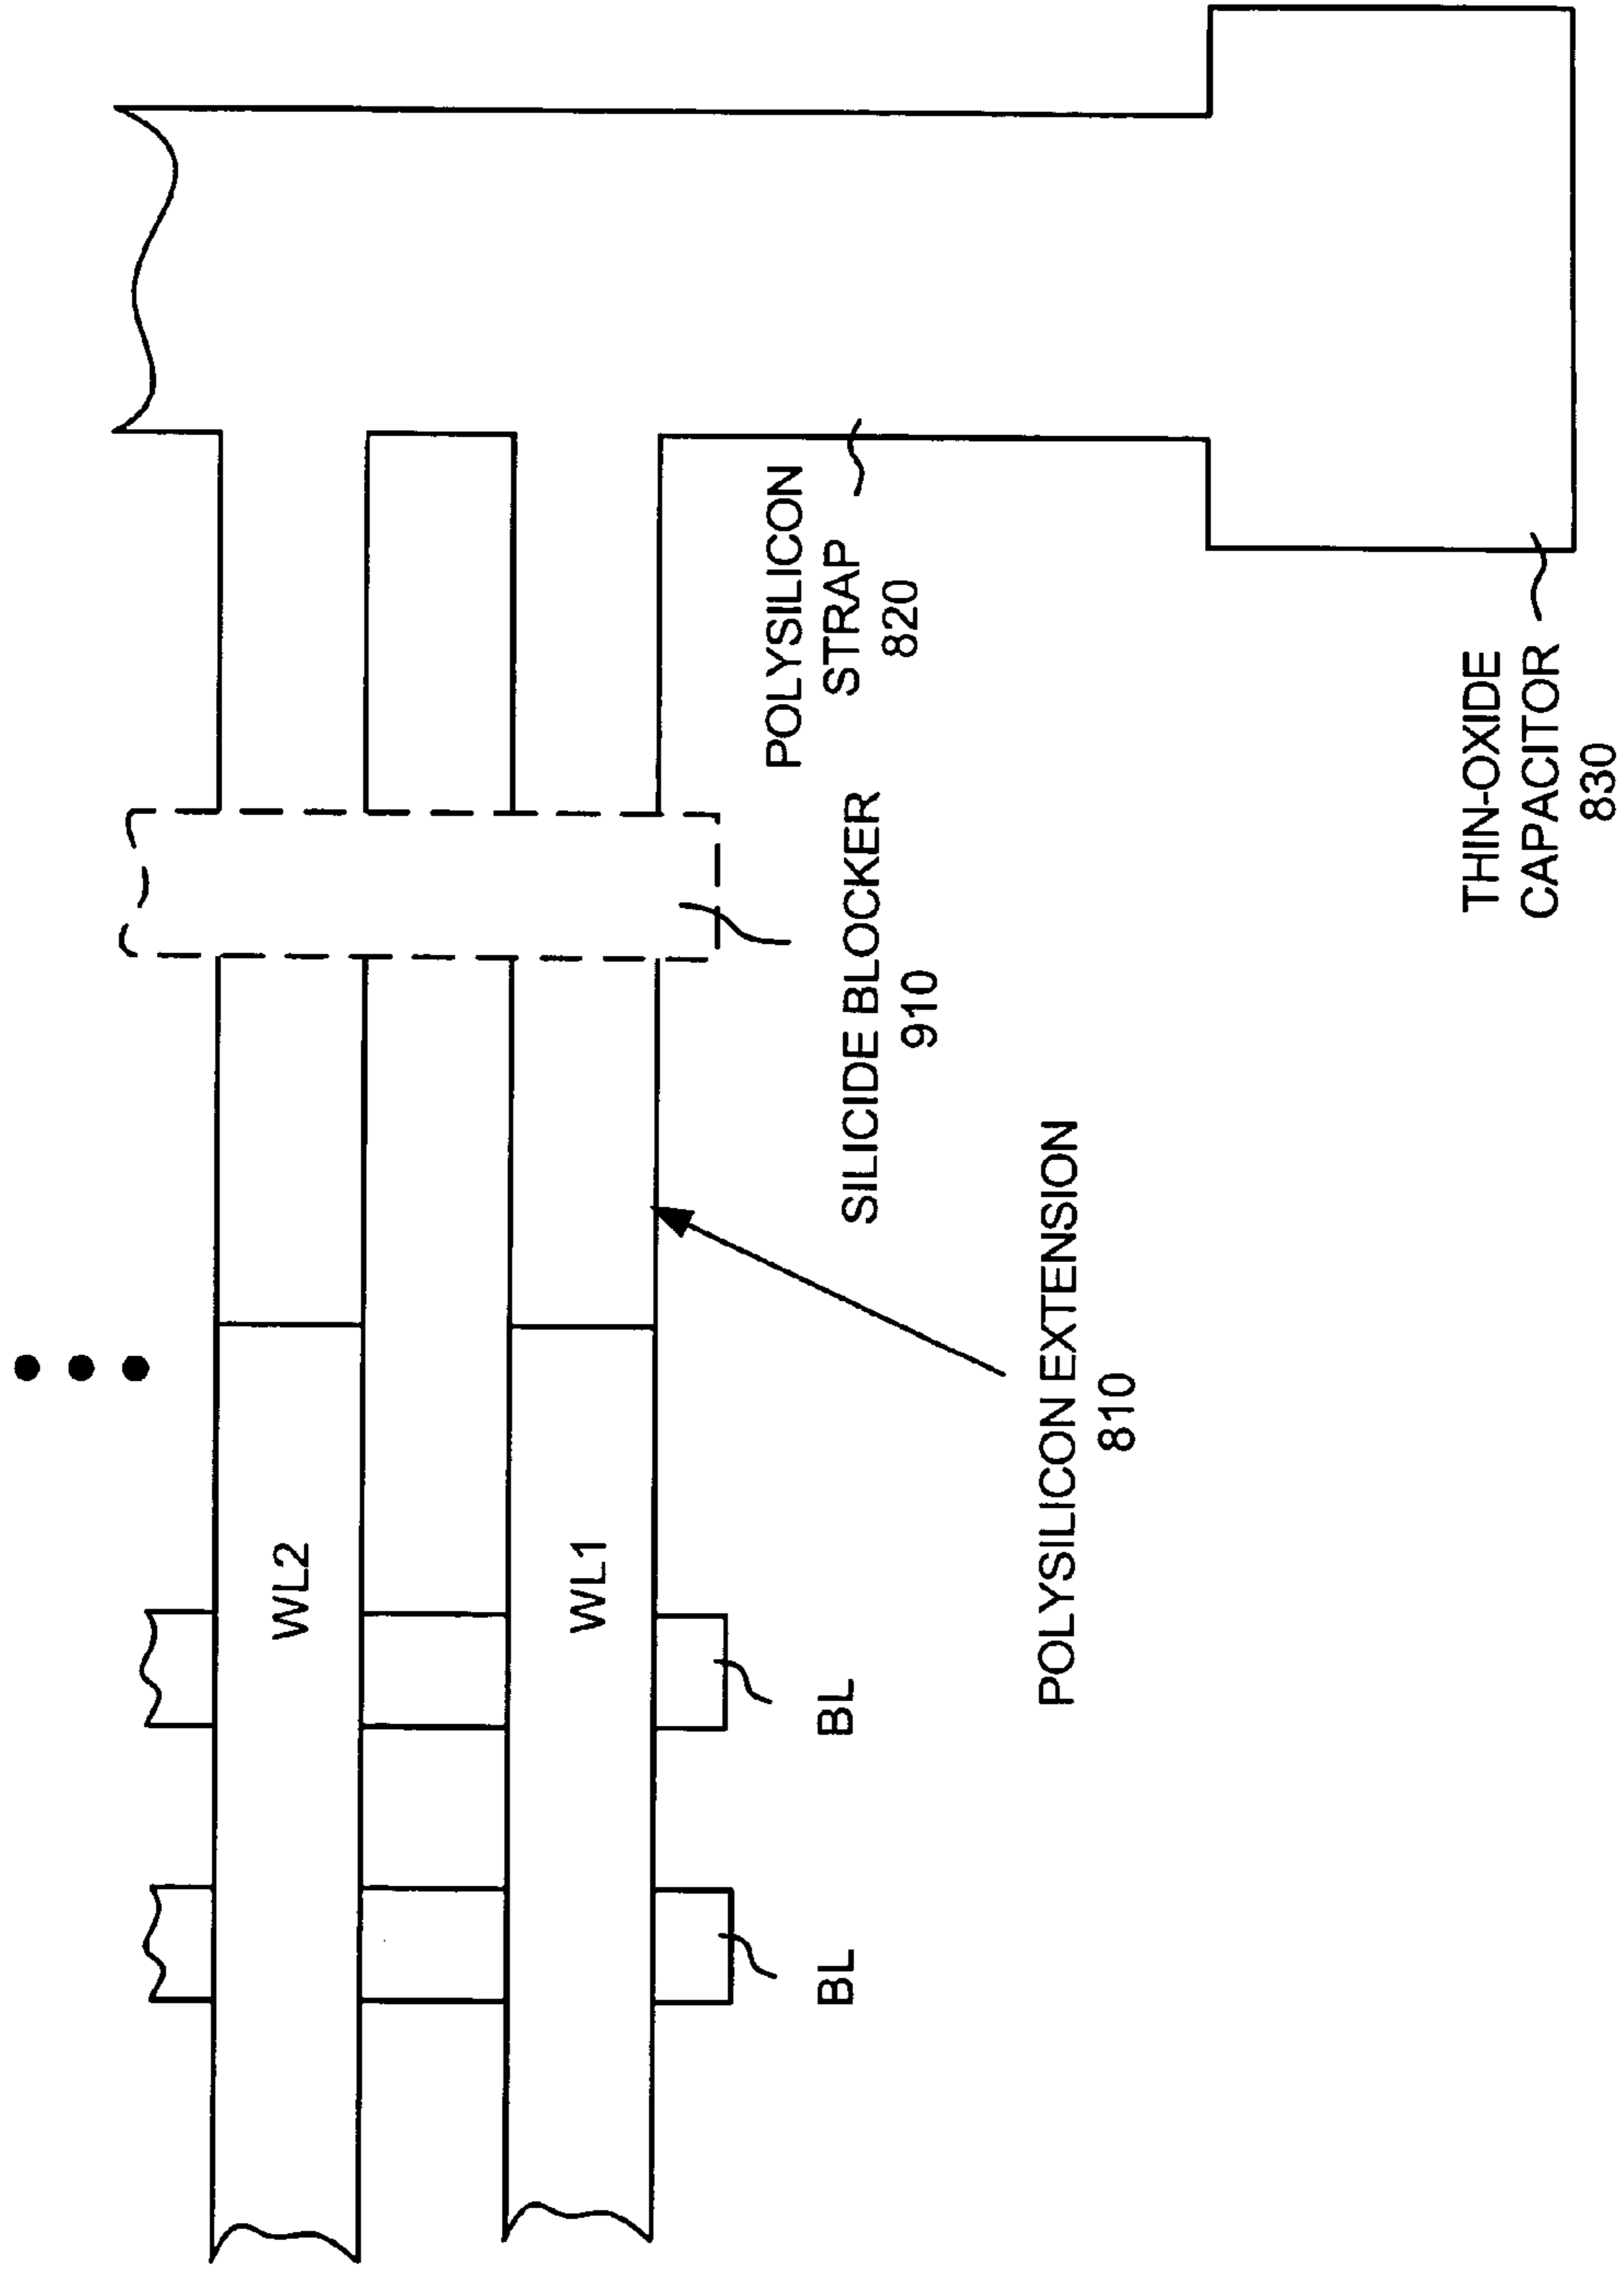 WL2
WL1
BL
BL
POLYSILICON
STRAP
820
SILICIDE BLOCKER
910
POLYSILICON EXTENSION
810
THIN-OXIDE
CAPACITOR
830